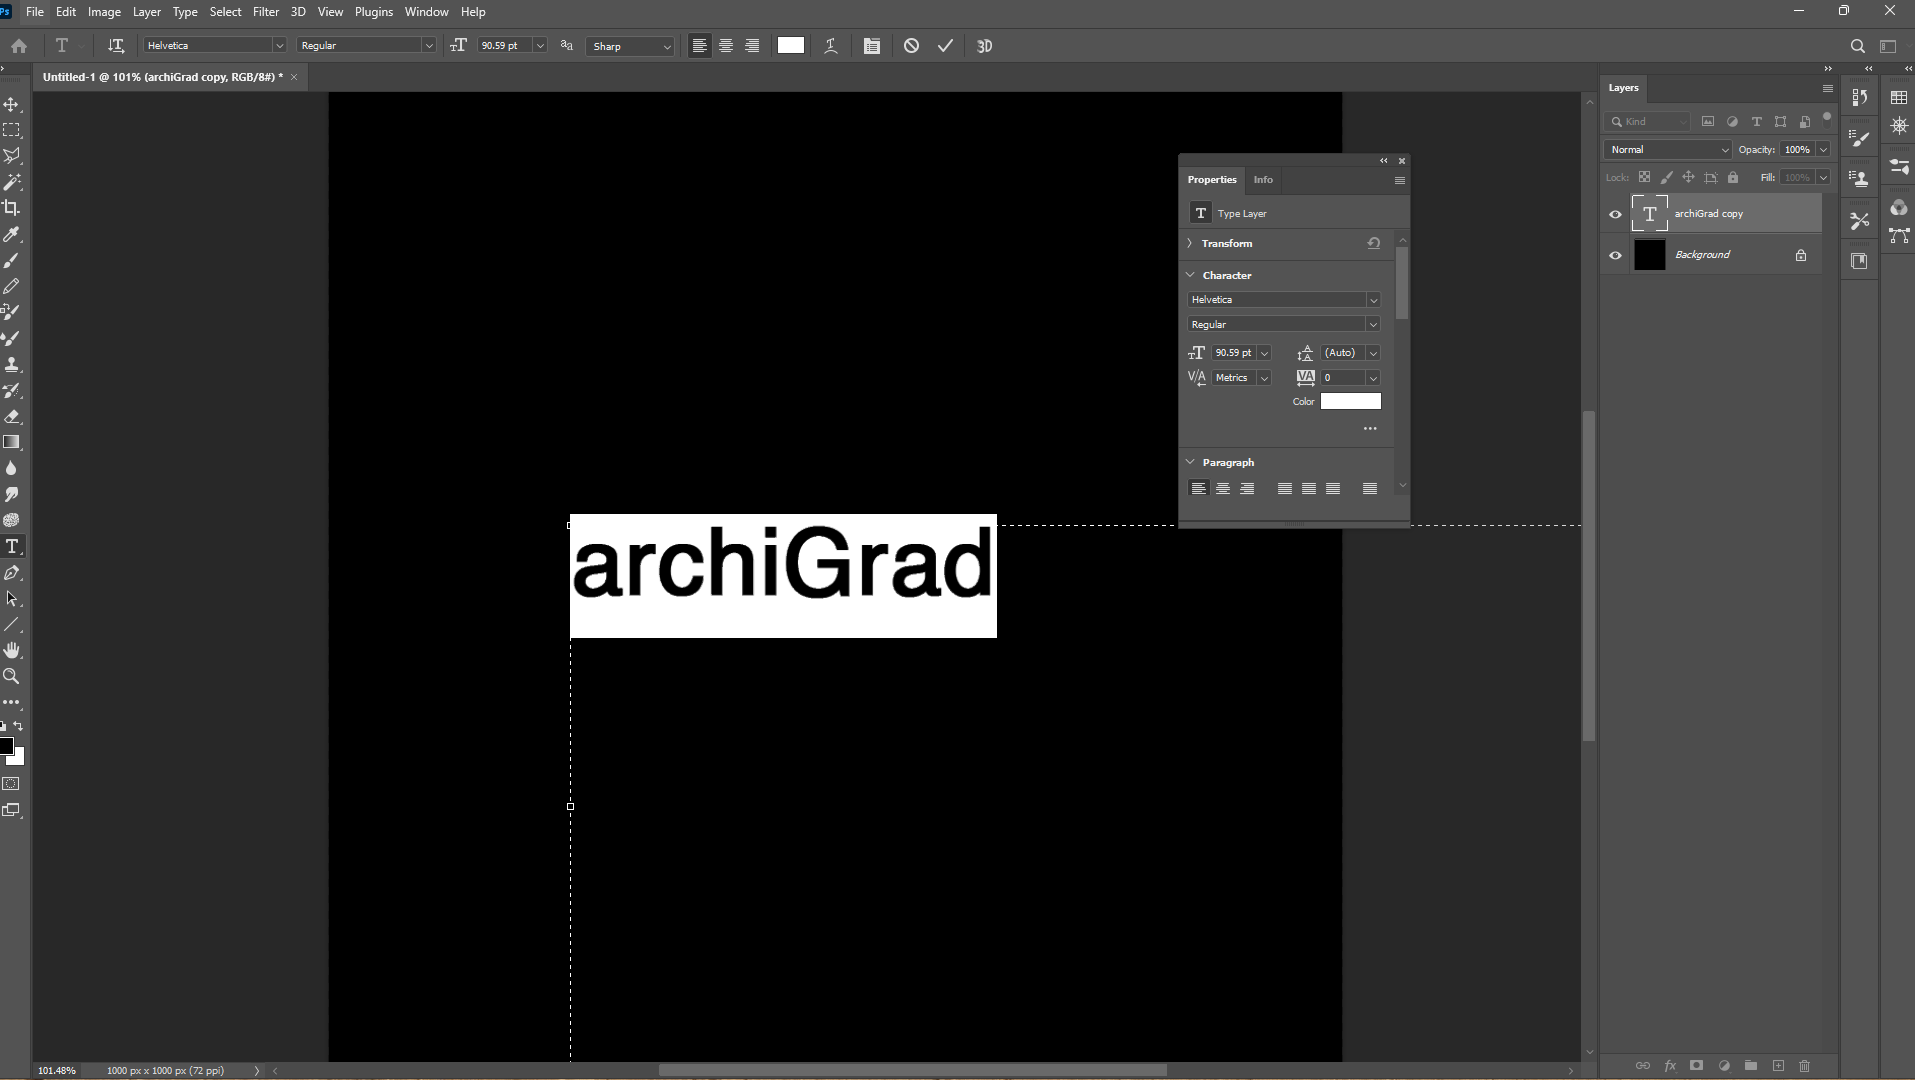 Ps File Edit Image Layer Type Select Filter 3D View Plugins Window Help
Helvetica Regular 90.59 pt aa Sharp 3D
Untitled-1 @ 101% (archiGrad copy, RGB/8#) *
Layers
Kind
Normal Opacity: 100%
Lock: Fill: 100%
archiGrad copy
Background
Properties Info
Type Layer
Transform
Character
Helvetica
Regular
90.59 pt (Auto)
Metrics 0
Color
Paragraph
archiGrad
101.48% 1000 px x 1000 px (72 ppi)